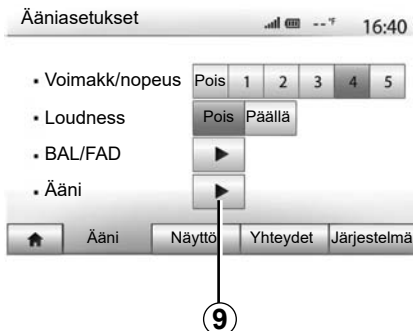 Ääniasetukset --°F 16:40
Voimakk/nopeus Pois 1 2 3 4 5
Loudness Pois Päällä
BAL/FAD
Ääni
Ääni Näyttö Yhteydet Järjestelmä
9